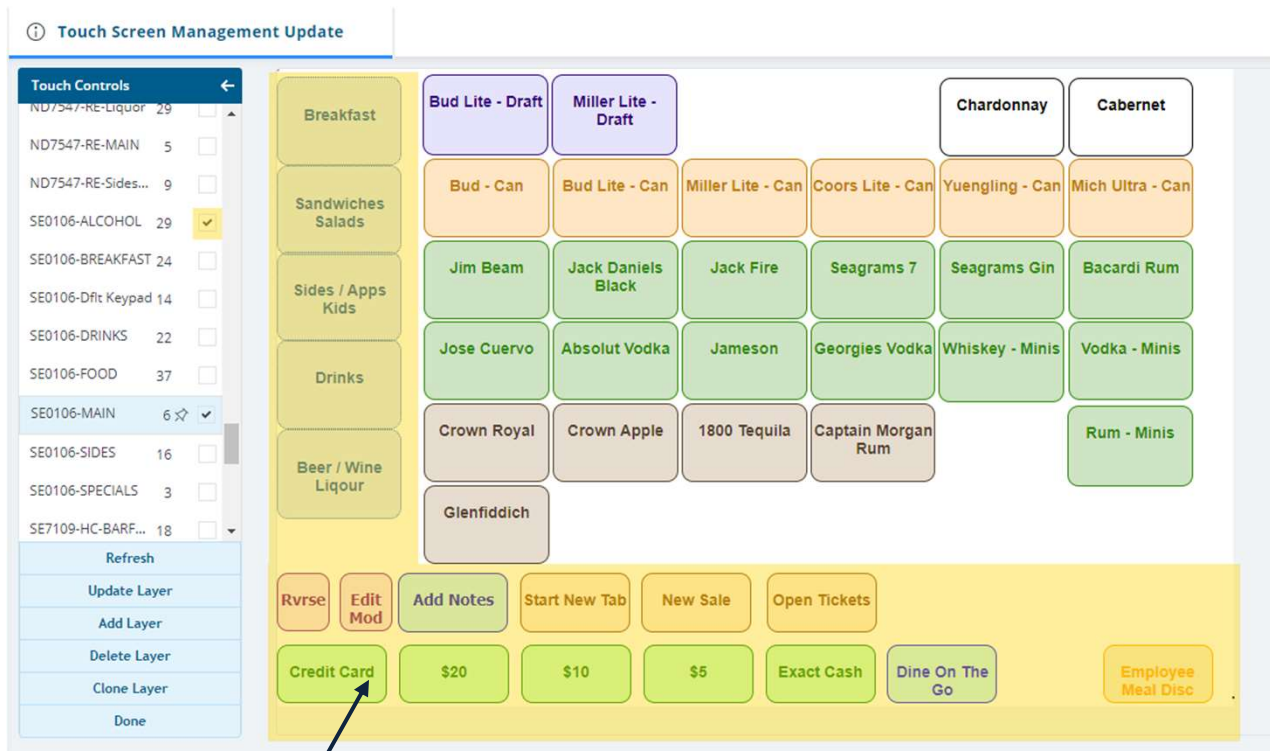 Touch Screen Management Update
Touch Controls
ND7547-RE-Liquor 29
ND7547-RE-MAIN 5
ND7547-RE-Sides... 9
SE0106-ALCOHOL 29
SE0106-BREAKFAST 24
SE0106-Dflt Keypad 14
SE0106-DRINKS 22
SE0106-FOOD 37
SE0106-MAIN 6
SE0106-SIDES 16
SE0106-SPECIALS 3
SE7109-HC-BARF... 18
Refresh
Update Layer
Add Layer
Delete Layer
Clone Layer
Done
Breakfast
Sandwiches
Salads
Sides / Apps
Kids
Drinks
Beer / Wine
Liqour
Bud Lite - Draft
Miller Lite -
Draft
Chardonnay
Cabernet
Bud - Can
Bud Lite - Can
Miller Lite - Can
Coors Lite - Can
Yuengling - Can
Mich Ultra - Can
Jim Beam
Jack Daniels
Black
Jack Fire
Seagrams 7
Seagrams Gin
Bacardi Rum
Jose Cuervo
Absolut Vodka
Jameson
Georgies Vodka
Whiskey - Minis
Vodka - Minis
Crown Royal
Crown Apple
1800 Tequila
Captain Morgan
Rum
Rum - Minis
Glenfiddich
Rvrse
Edit
Mod
Add Notes
Start New Tab
New Sale
Open Tickets
Credit Card
$20
$10
$5
Exact Cash
Dine On The
Go
Employee
Meal Disc